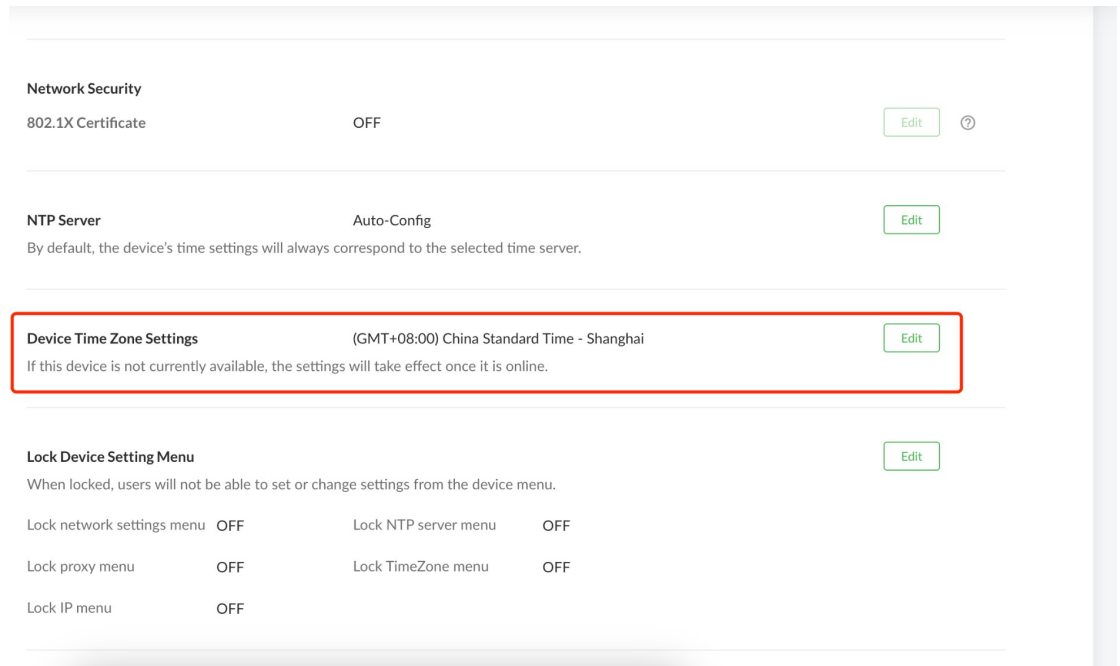 Network Security
802.1X Certificate OFF Edit ?
NTP Server Auto-Config Edit
By default, the device's time settings will always correspond to the selected time server.
Device Time Zone Settings (GMT+08:00) China Standard Time - Shanghai Edit
If this device is not currently available, the settings will take effect once it is online.
Lock Device Setting Menu Edit
When locked, users will not be able to set or change settings from the device menu.
Lock network settings menu OFF Lock NTP server menu OFF
Lock proxy menu OFF Lock TimeZone menu OFF
Lock IP menu OFF